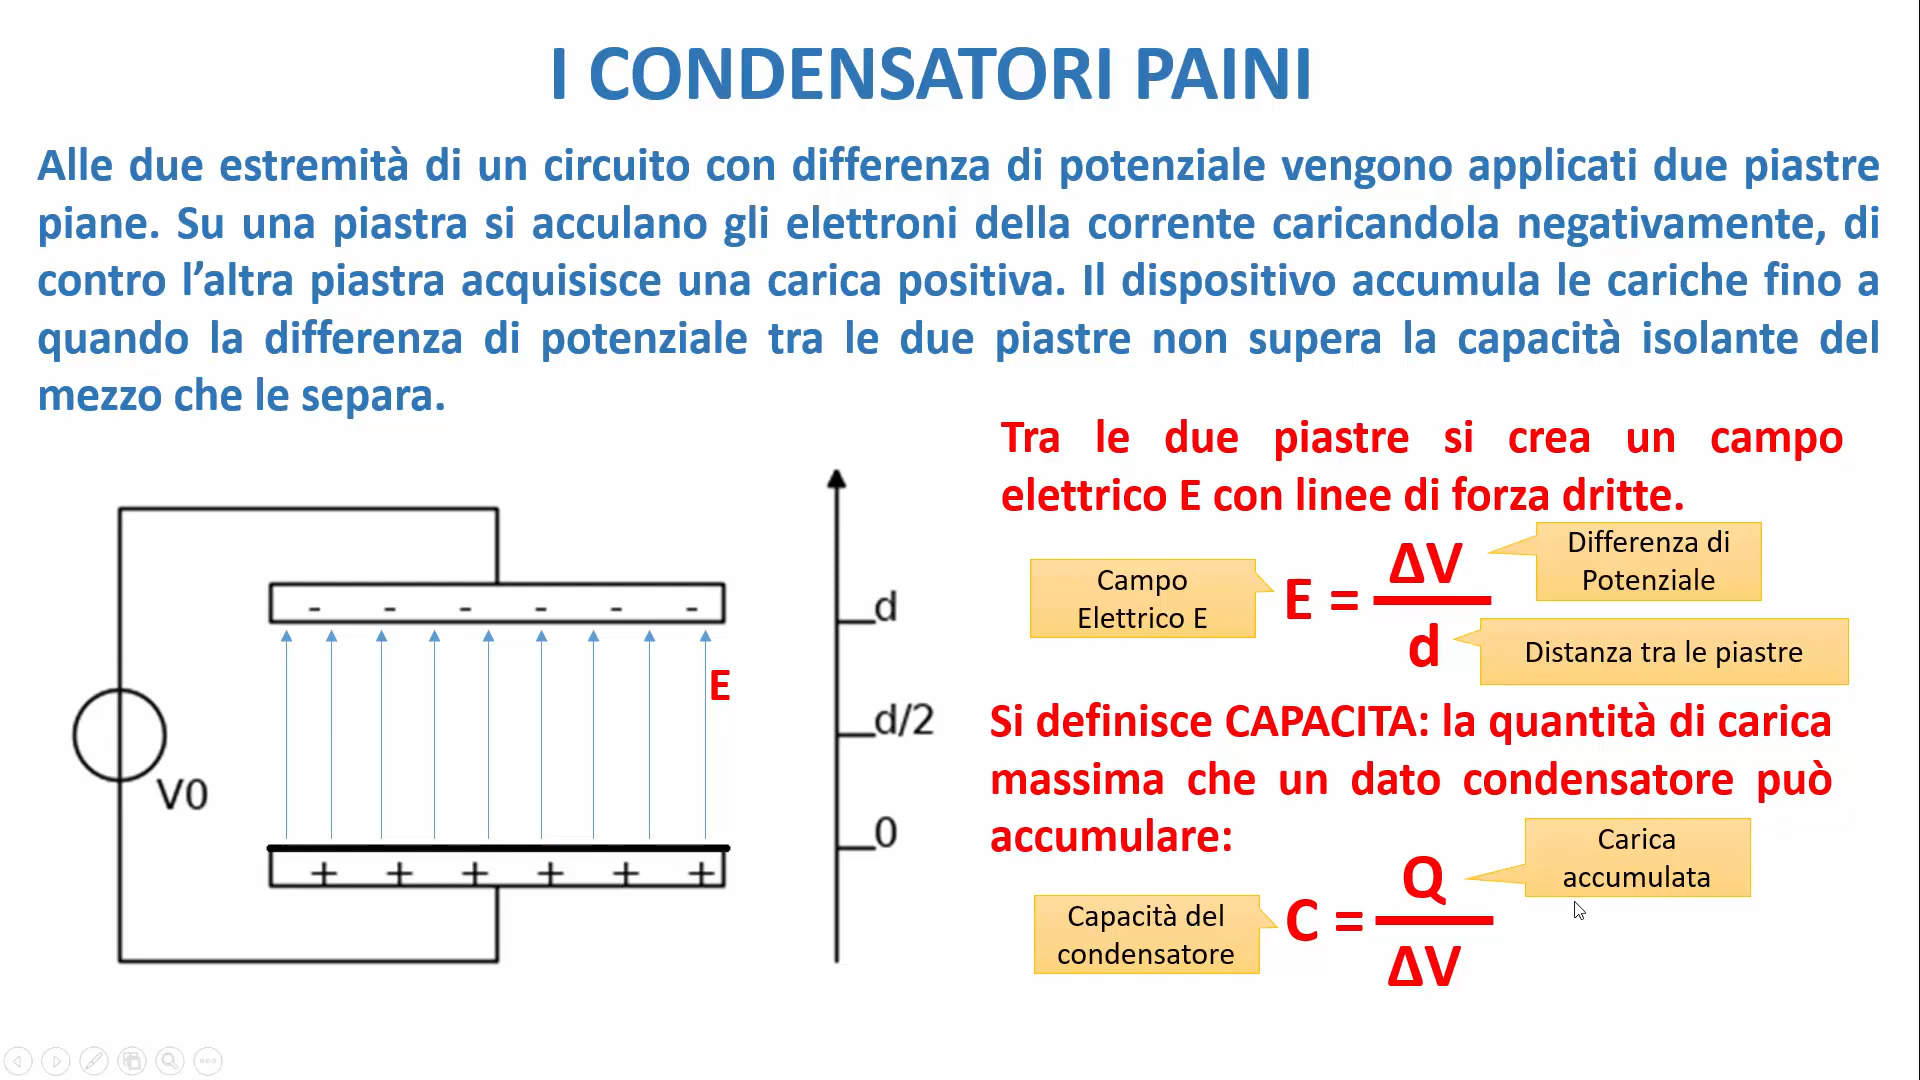 I CONDENSATORI PAINI
Alle due estremità di un circuito con differenza di potenziale vengono applicati due piastre
piane. Su una piastra si acculano gli elettroni della corrente caricandola negativamente, di
contro l’altra piastra acquisisce una carica positiva. Il dispositivo accumula le cariche fino a
quando la differenza di potenziale tra le due piastre non supera la capacità isolante del
mezzo che le separa.
Tra le due piastre si crea un campo
elettrico E con linee di forza dritte.
Campo
Elettrico E
E =
ΔV
d
Differenza di
Potenziale
Distanza tra le piastre
Si definisce CAPACITA: la quantità di carica
massima che un dato condensatore può
accumulare:
Capacità del
condensatore
C =
Q
ΔV
Carica
accumulata
- - - - - -
E
+ + + + + +
V0
d
d/2
0